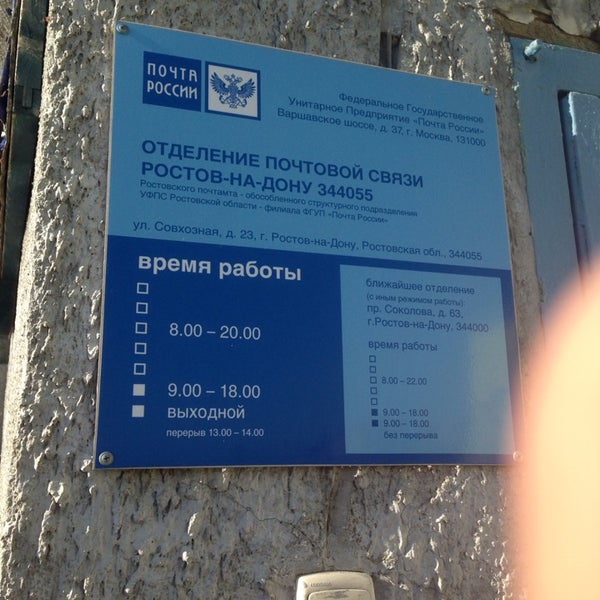 ПОЧТА
РОССИИ
Федеральное Государственное
Унитарное Предприятие «Почта России»
Варшавское шоссе, д. 37, г. Москва, 131000
ОТДЕЛЕНИЕ ПОЧТОВОЙ СВЯЗИ
РОСТОВ-НА-ДОНУ 344055
Ростовского почтамта - обособленного структурного подразделения
УФПС Ростовской области - филиала ФГУП «Почта России»
ул. Совхозная, д. 23, г. Ростов-на-Дону, Ростовская обл., 344055
время работы
8.00 – 20.00
9.00 – 18.00
ВЫХОДНОЙ
перерыв 13.00 – 14.00
ближайшее отделение
(с иным режимом работы):
пр. Соколова, д. 63,
г.Ростов-на-Дону, 344000
время работы
8.00 – 22.00
9.00 – 18.00
9.00 – 18.00
без перерыва